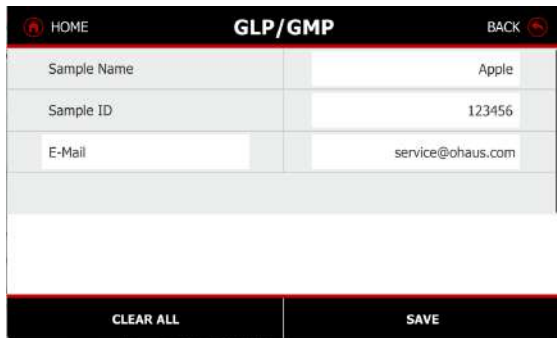 HOME GLP/GMP BACK
Sample Name Apple
Sample ID 123456
E-Mail service@ohaus.com
CLEAR ALL SAVE